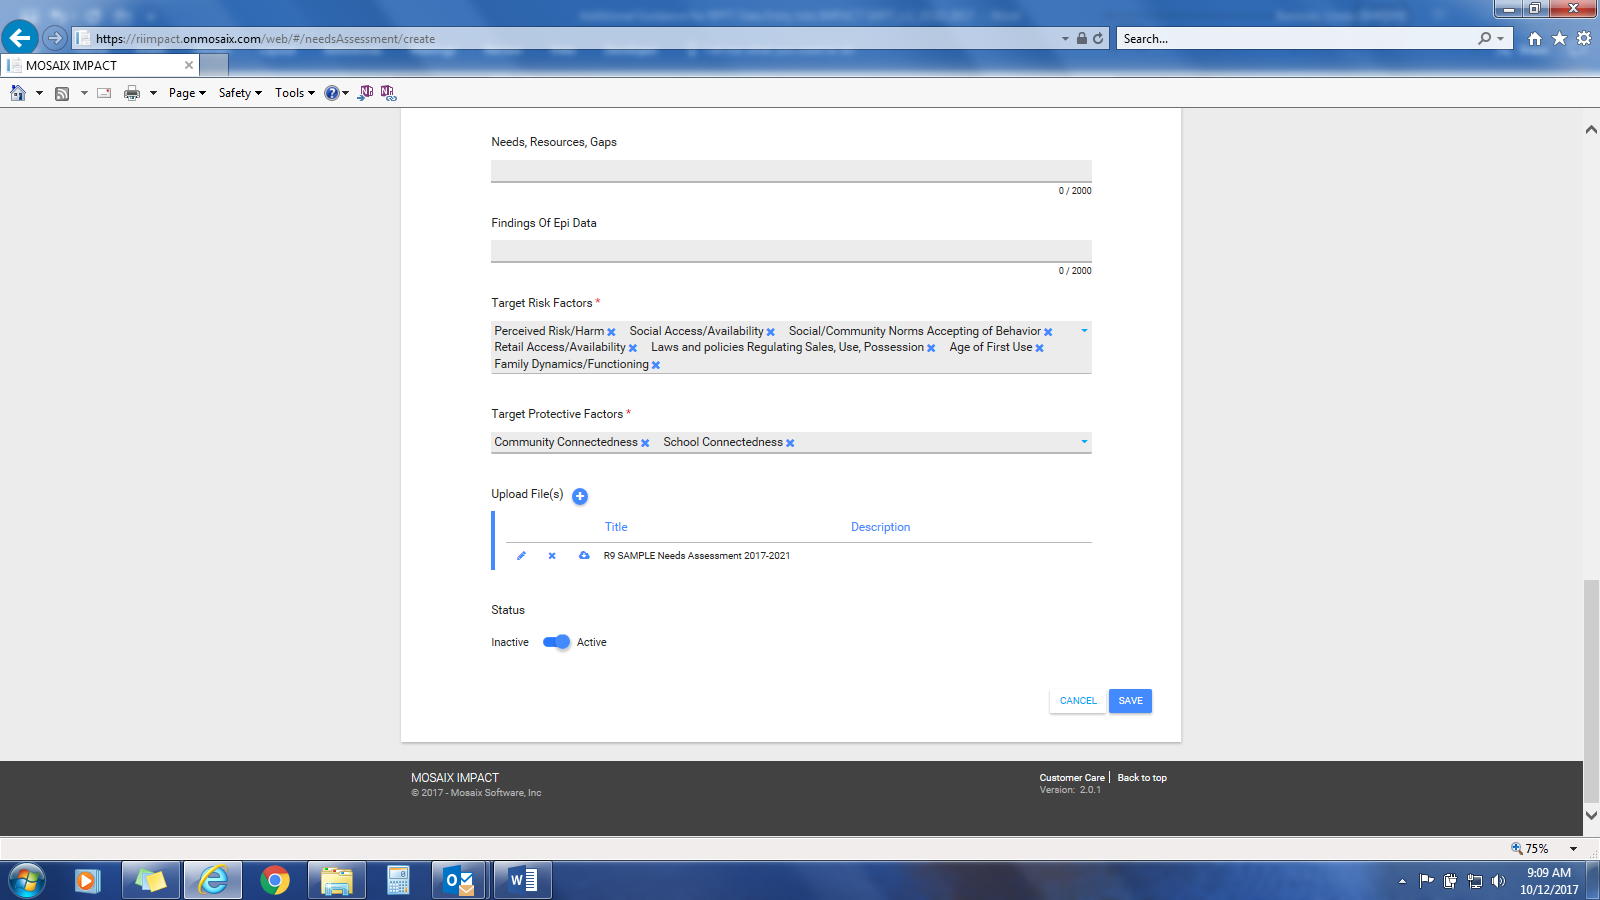 https://riimpact.onmosaix.com/web/#/needsAssessment/create
Search...
MOSAIX IMPACT
Page Safety Tools
Needs, Resources, Gaps
0 / 2000
Findings Of Epi Data
0 / 2000
Target Risk Factors *
Perceived Risk/Harm Social Access/Availability Social/Community Norms Accepting of Behavior
Retail Access/Availability Laws and policies Regulating Sales, Use, Possession Age of First Use
Family Dynamics/Functioning
Target Protective Factors *
Community Connectedness School Connectedness
Upload File(s)
Title Description
R9 SAMPLE Needs Assessment 2017-2021
Status
Inactive Active
CANCEL SAVE
MOSAIX IMPACT
© 2017 - Mosaix Software, Inc
Customer Care | Back to top
Version: 2.0.1
75%
9:09 AM
10/12/2017